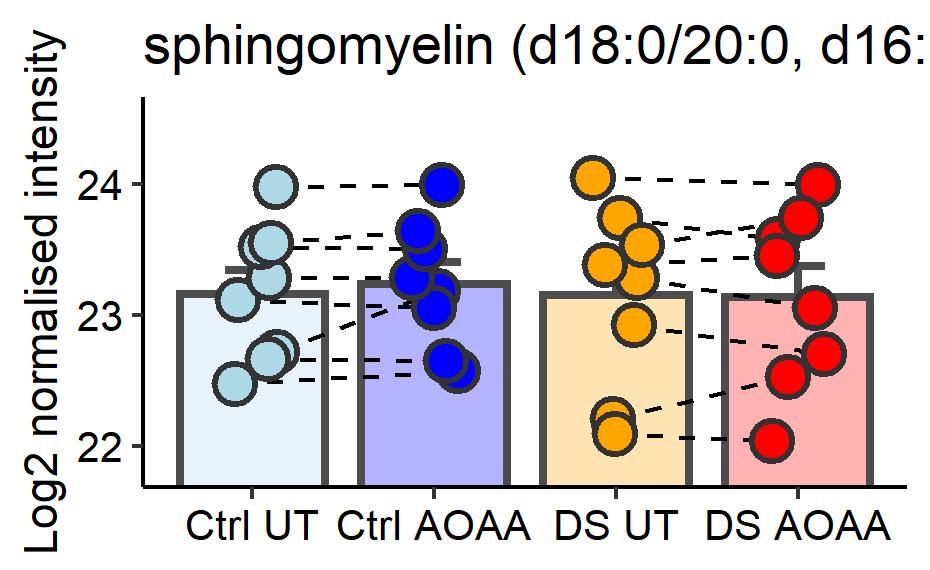 sphingomyelin (d18:0/20:0, d16:
Log2 normalised intensity
24
23
22
Ctrl UT
Ctrl AOAA
DS UT
DS AOAA